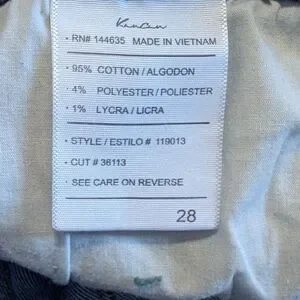 KanCan
· RN# 144635 MADE IN VIETNAM
· 95% COTTON / ALGODON
· 4% POLYESTER / POLIESTER
· 1% LYCRA / LICRA
· STYLE / ESTILO # 119013
· CUT # 36113
· SEE CARE ON REVERSE
28